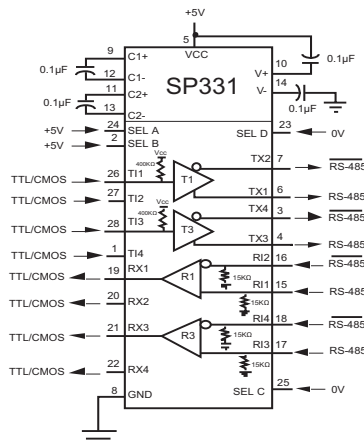 +5V
5
VCC
9 C1+
0.1µF
12 C1-
11 C2+
0.1µF
13 C2-
SP331
10 V+
0.1µF
14 V-
0.1µF
24 SEL A
+5V
2 SEL B
+5V
23 SEL D
0V
Vcc
400KΩ
TTL/CMOS 26 TI1
T1
TX2 7 RS-485
27 TI2
TTL/CMOS
TX1 6 RS-485
Vcc
400KΩ
TTL/CMOS 28 TI3
T3
TX4 3 RS-485
TTL/CMOS 1 TI4
TX3 4 RS-485
TTL/CMOS 19 RX1
R1
RI2 16 RS-485
15KΩ
RI1 15 RS-485
15KΩ
TTL/CMOS 20 RX2
TTL/CMOS 21 RX3
R3
RI4 18 RS-485
15KΩ
RI3 17 RS-485
15KΩ
TTL/CMOS 22 RX4
8 GND
SEL C 25 0V